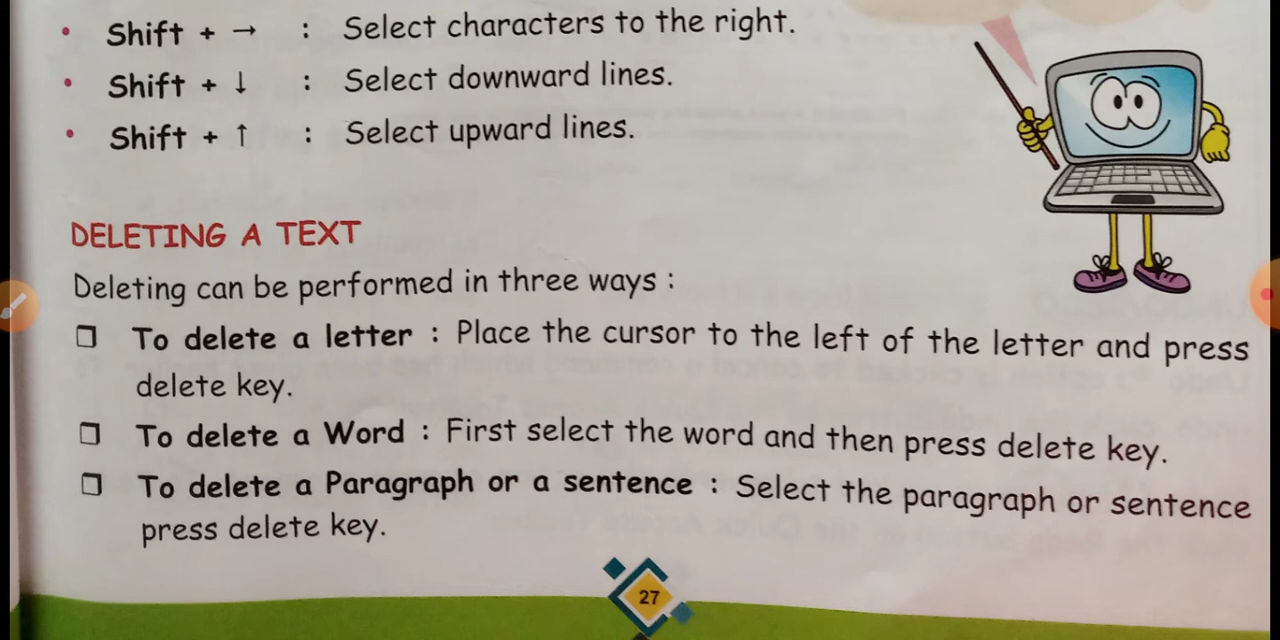 • Shift + → : Select characters to the right.
• Shift + ↓ : Select downward lines.
• Shift + ↑ : Select upward lines.
DELETING A TEXT
Deleting can be performed in three ways :
❒ To delete a letter : Place the cursor to the left of the letter and press
delete key.
❒ To delete a Word : First select the word and then press delete key.
❒ To delete a Paragraph or a sentence : Select the paragraph or sentence
press delete key.
27